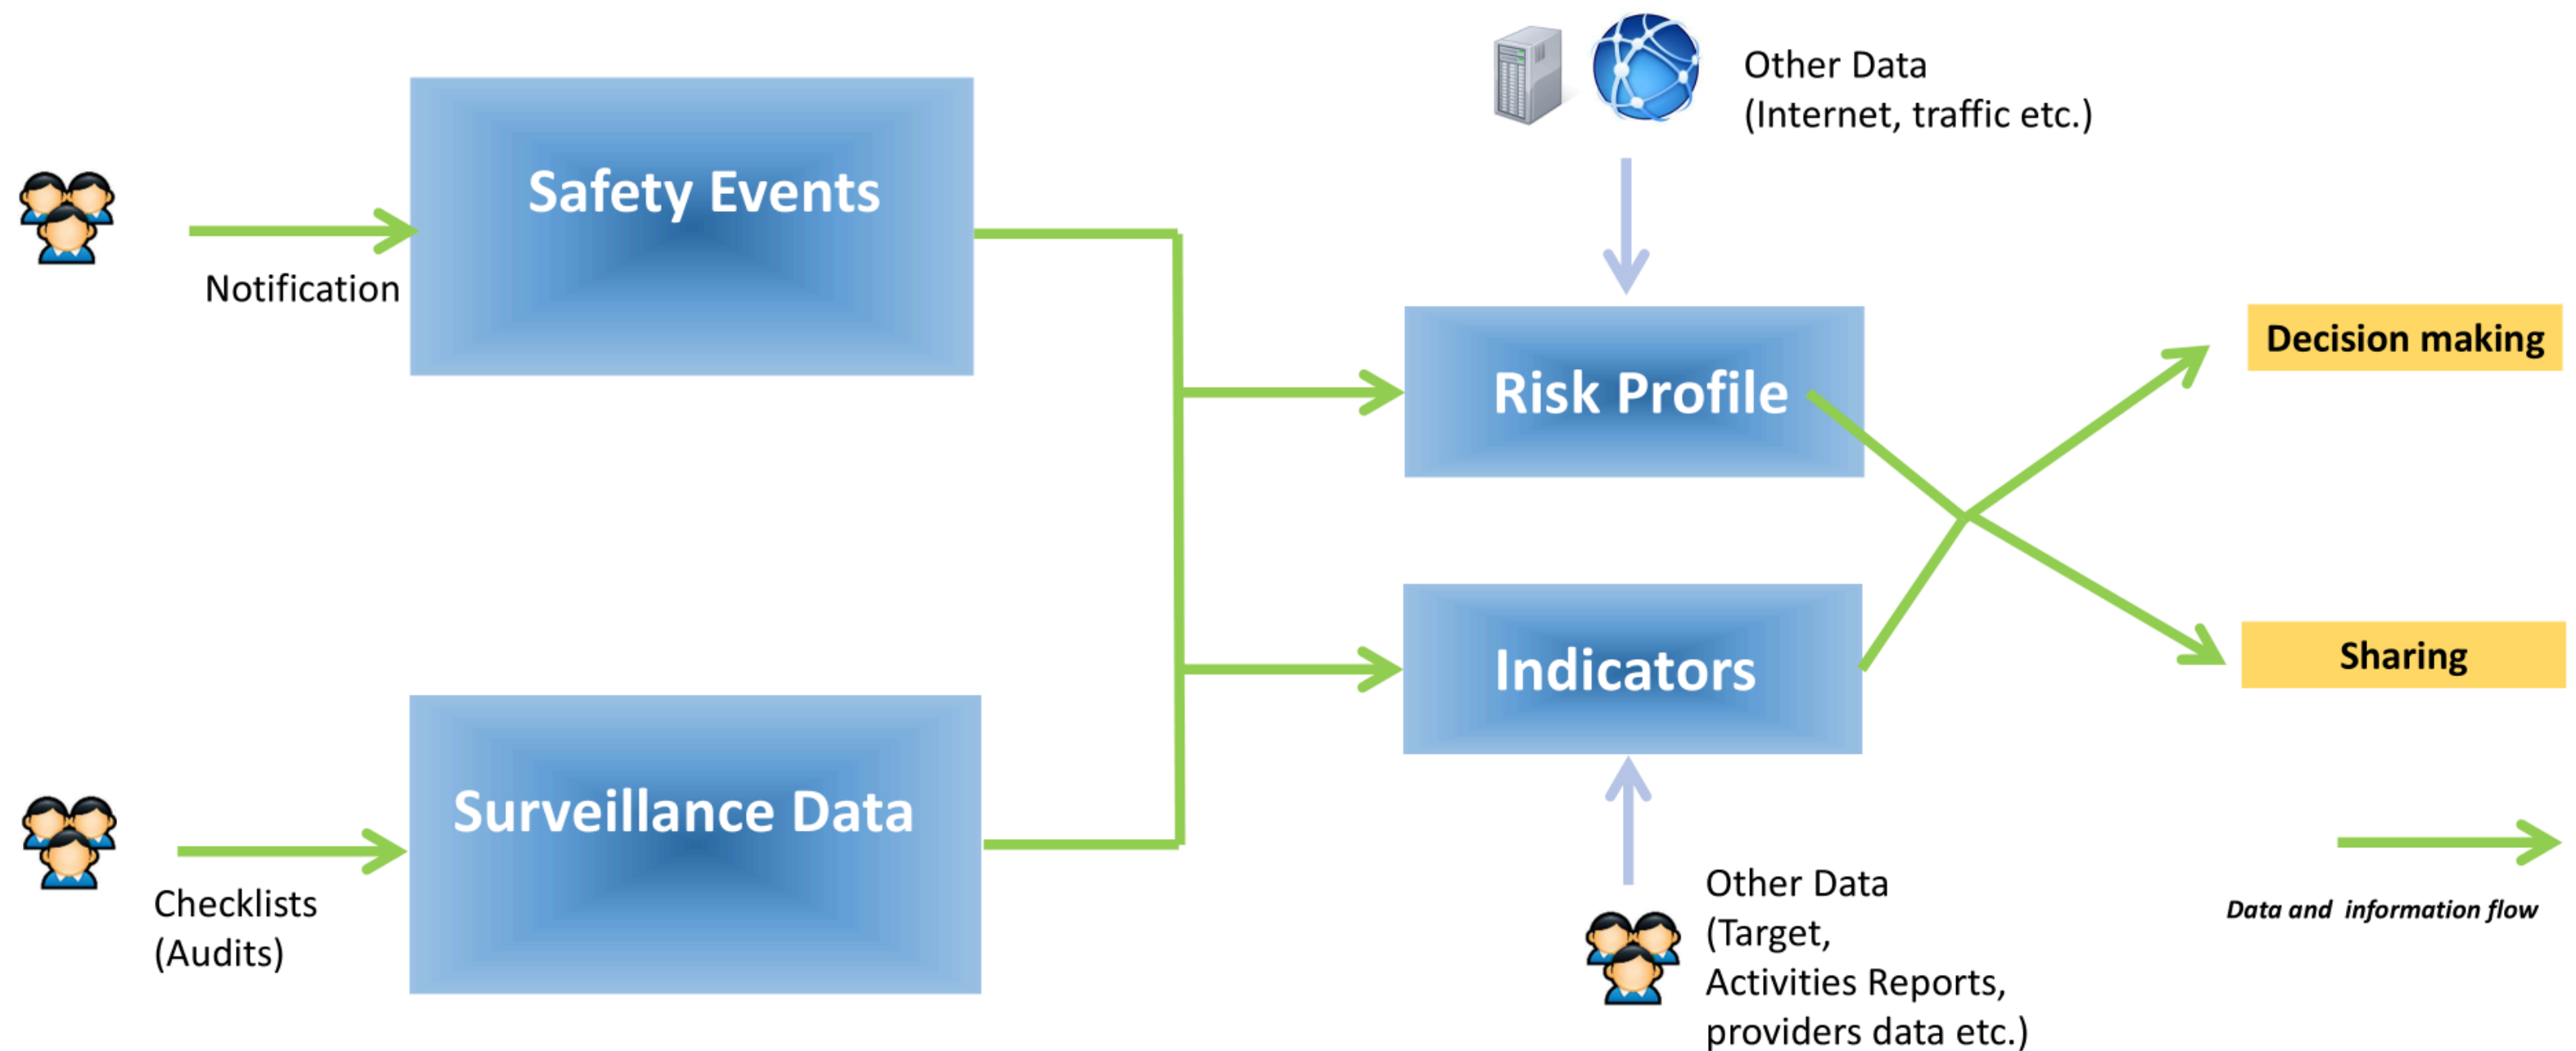 Other Data
(Internet, traffic etc.)
Safety Events
Notification
Risk Profile
Decision making
Indicators
Sharing
Surveillance Data
Checklists
(Audits)
Other Data
(Target,
Activities Reports,
providers data etc.)
Data and information flow